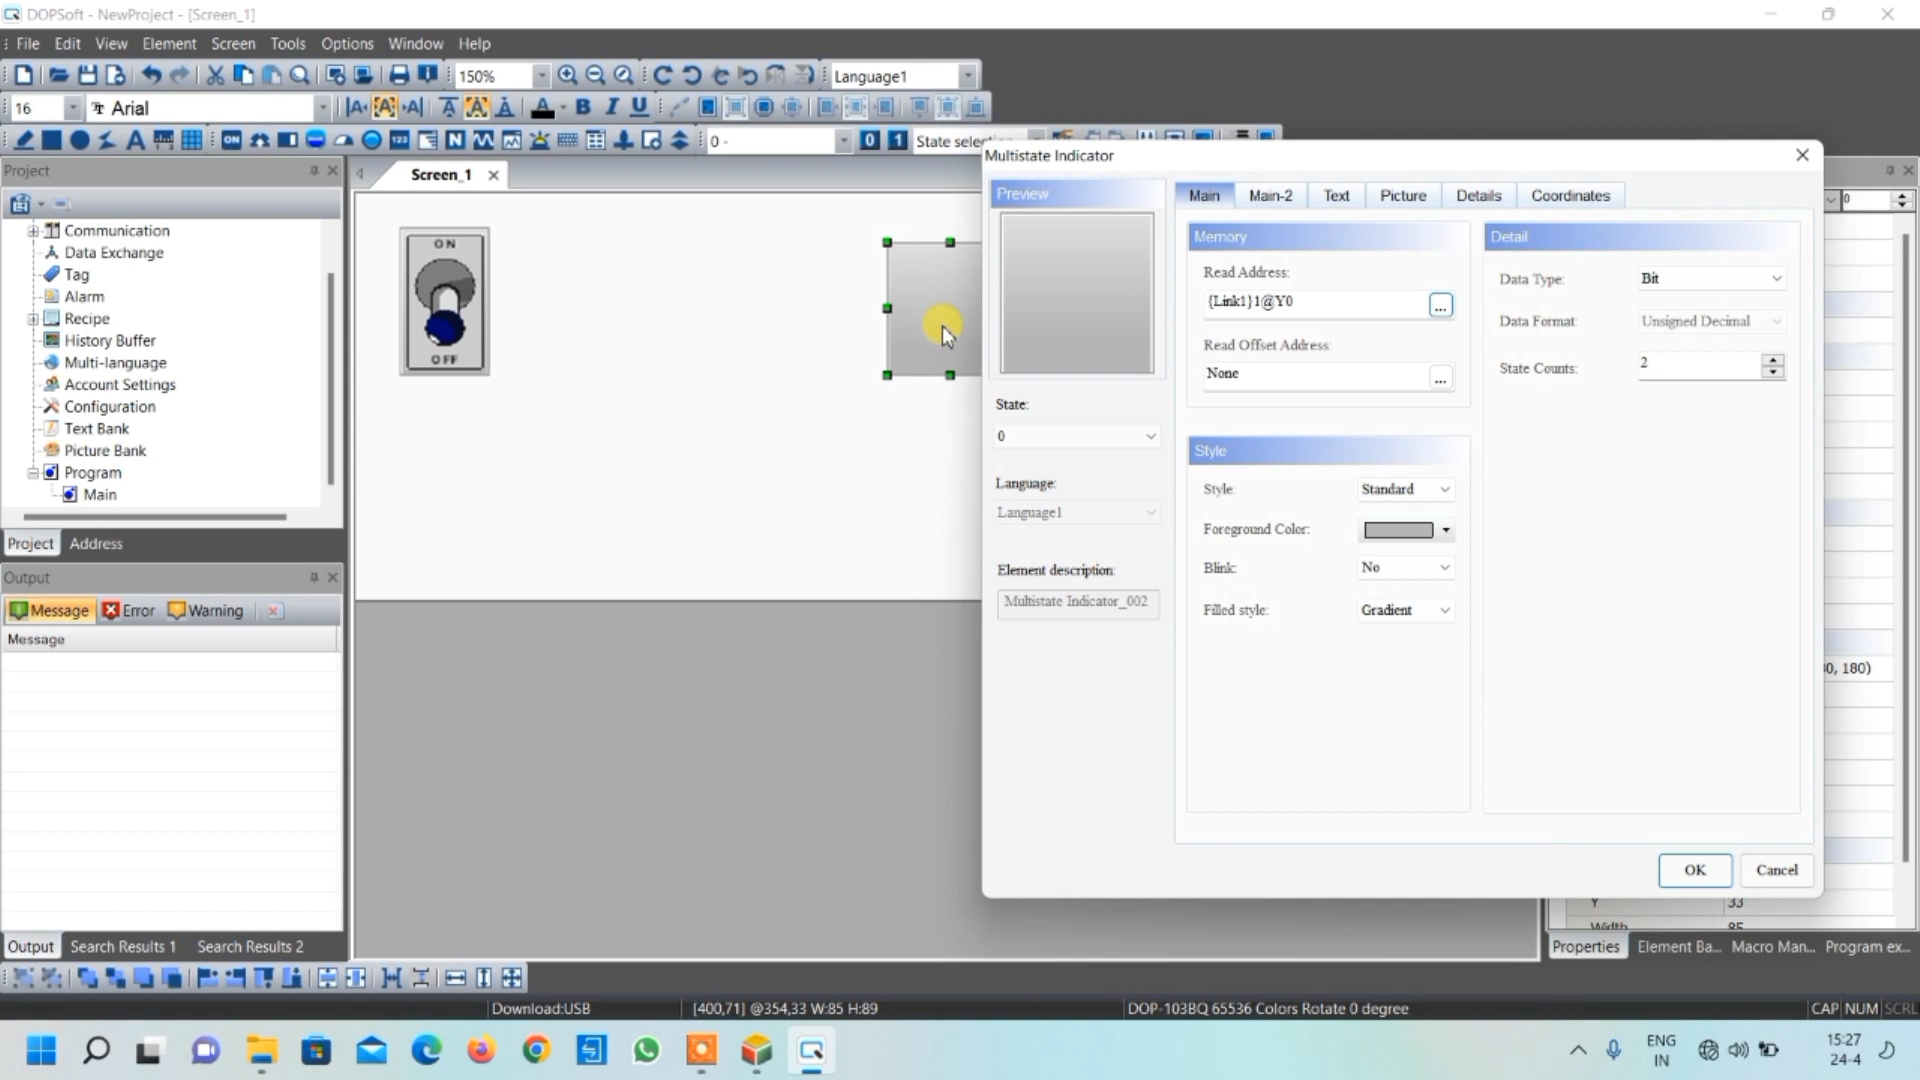 DOPSoft - NewProject - [Screen_1]
File Edit View Element Screen Tools Options Window Help
150% Language1
16 Arial
0 - State
Multistate Indicator
Project
Screen_1
Communication
Data Exchange
Tag
Alarm
Recipe
History Buffer
Multi-language
Account Settings
Configuration
Text Bank
Picture Bank
Program
Main
Project Address
Output
Message Error Warning
Message
Output Search Results 1 Search Results 2
ON
OFF
Preview
State:
0
Language:
Language1
Element description:
Multistate Indicator_002
Main Main-2 Text Picture Details Coordinates
Memory
Read Address:
{Link1}1@Y0
...
Read Offset Address:
None
...
Style
Style: Standard
Foreground Color:
Blink: No
Filled style: Gradient
Detail
Data Type: Bit
Data Format: Unsigned Decimal
State Counts: 2
OK Cancel
0
0, 180)
Y 33
Width 85
Properties Element Ba... Macro Man... Program ex...
Download:USB [400,71] @354,33 W:85 H:89 DOP-103BQ 65536 Colors Rotate 0 degree CAP NUM SCRL
ENG
IN
15:27
24-4